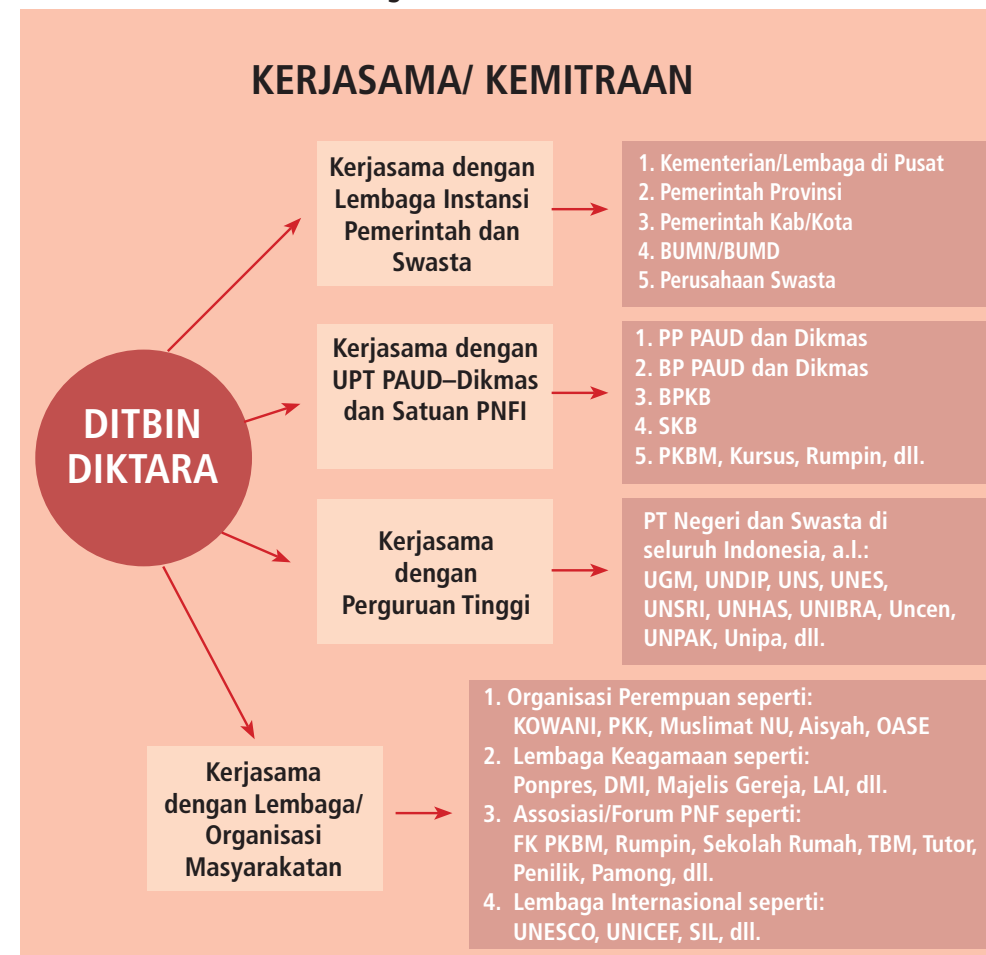 KERJASAMA/ KEMITRAAN
DITBIN
DIKTARA
Kerjasama dengan
Lembaga Instansi
Pemerintah dan
Swasta
1. Kementerian/Lembaga di Pusat
2. Pemerintah Provinsi
3. Pemerintah Kab/Kota
4. BUMN/BUMD
5. Perusahaan Swasta
Kerjasama dengan
UPT PAUD–Dikmas
dan Satuan PNFI
1. PP PAUD dan Dikmas
2. BP PAUD dan Dikmas
3. BPKB
4. SKB
5. PKBM, Kursus, Rumpin, dll.
Kerjasama
dengan
Perguruan Tinggi
PT Negeri dan Swasta di
seluruh Indonesia, a.l.:
UGM, UNDIP, UNS, UNES,
UNSRI, UNHAS, UNIBRA, Uncen,
UNPAK, Unipa, dll.
Kerjasama
dengan Lembaga/
Organisasi
Masyarakatan
1. Organisasi Perempuan seperti:
KOWANI, PKK, Muslimat NU, Aisyah, OASE
2. Lembaga Keagamaan seperti:
Ponpres, DMI, Majelis Gereja, LAI, dll.
3. Assosiasi/Forum PNF seperti:
FK PKBM, Rumpin, Sekolah Rumah, TBM, Tutor,
Penilik, Pamong, dll.
4. Lembaga Internasional seperti:
UNESCO, UNICEF, SIL, dll.